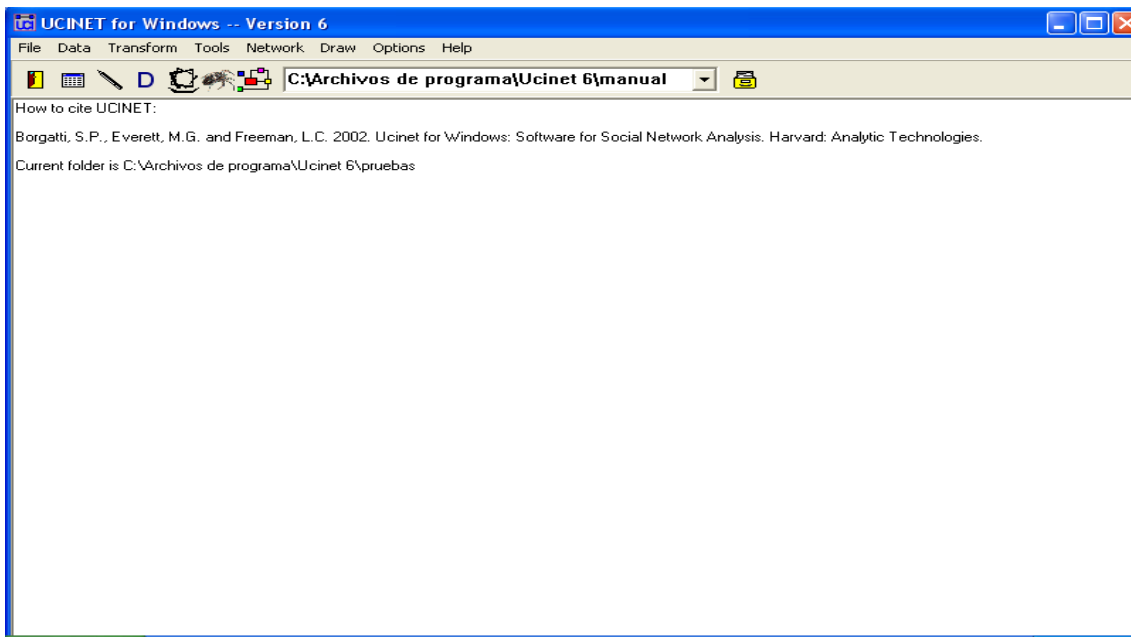 UCINET for Windows -- Version 6
File Data Transform Tools Network Draw Options Help
D C:\Archivos de programa\Ucinet 6\manual
How to cite UCINET:
Borgatti, S.P., Everett, M.G. and Freeman, L.C. 2002. Ucinet for Windows: Software for Social Network Analysis. Harvard: Analytic Technologies.
Current folder is C:\Archivos de programa\Ucinet 6\pruebas